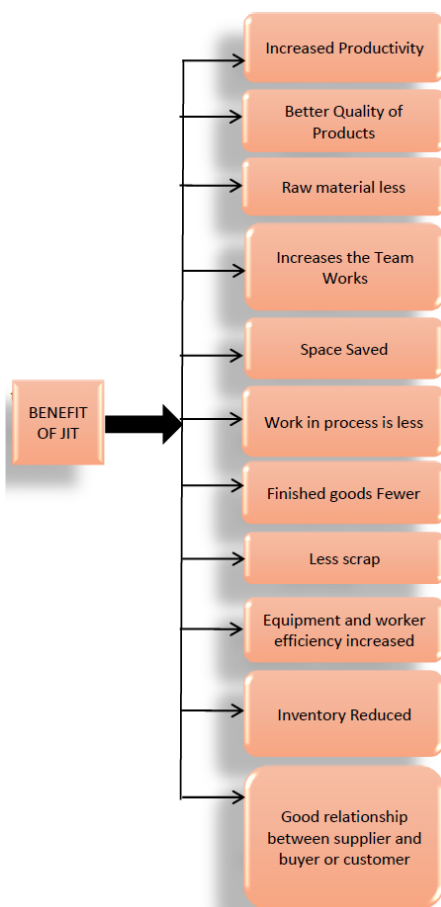 Increased Productivity
Better Quality of
Products
Raw material less
Increases the Team
Works
Space Saved
BENEFIT
OF JIT
Work in process is less
Finished goods Fewer
Less scrap
Equipment and worker
efficiency increased
Inventory Reduced
Good relationship
between supplier and
buyer or customer